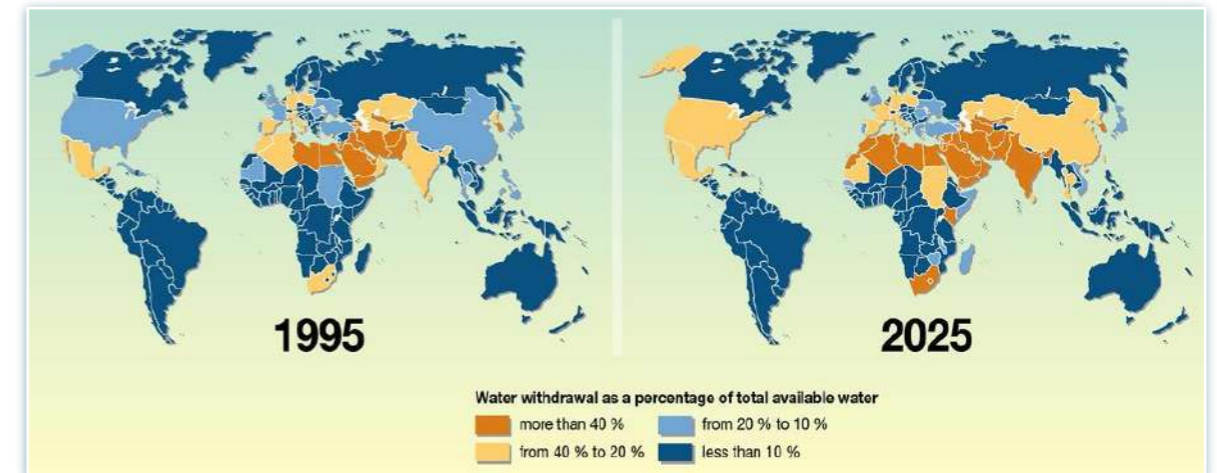 1995
2025
Water withdrawal as a percentage of total available water
more than 40 %
from 20 % to 10 %
from 40 % to 20 %
less than 10 %